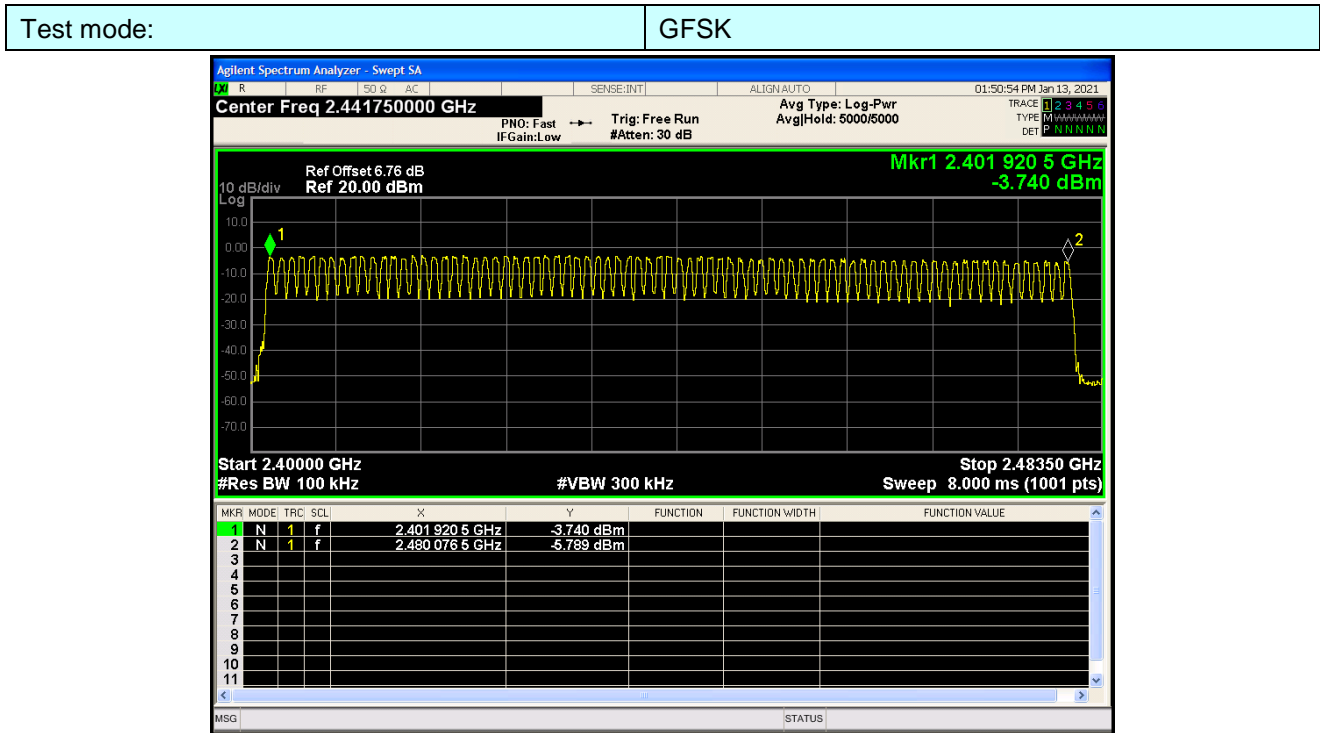 Test mode: GFSK
Agilent Spectrum Analyzer - Swept SA
LXI R RF 50 Ω AC SENSE:INT ALIGN AUTO 01:50:54 PM Jan 13, 2021
Center Freq 2.441750000 GHz Avg Type: Log-Pwr TRACE 1 2 3 4 5 6
PNO: Fast Trig: Free Run Avg|Hold: 5000/5000 TYPE M
IFGain:Low #Atten: 30 dB DET P N N N N N
Mkr1 2.401 920 5 GHz
Ref Offset 6.76 dB
10 dB/div Ref 20.00 dBm -3.740 dBm
Log
10.0
1
2
0.00
-10.0
-20.0
-30.0
-40.0
-50.0
-60.0
-70.0
Start 2.40000 GHz Stop 2.48350 GHz
#Res BW 100 kHz #VBW 300 kHz Sweep 8.000 ms (1001 pts)
MKR MODE TRC SCL X Y FUNCTION FUNCTION WIDTH FUNCTION VALUE
1 N 1 f 2.401 920 5 GHz -3.740 dBm
2 N 1 f 2.480 076 5 GHz -5.789 dBm
3
4
5
6
7
8
9
10
11
MSG STATUS